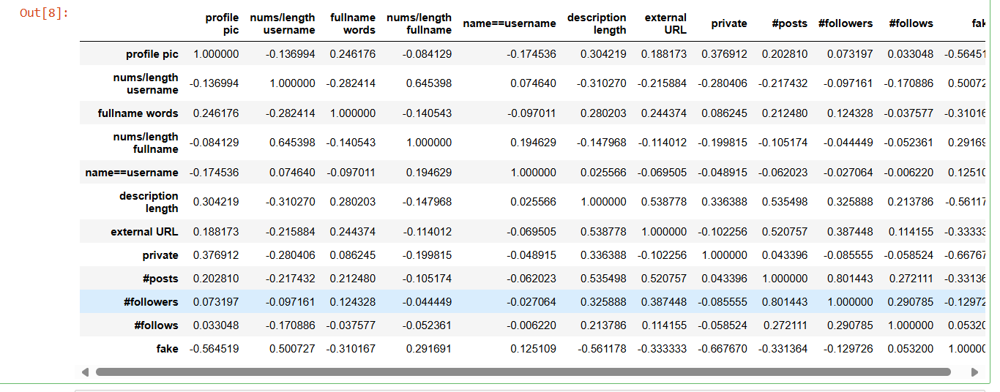 Out[8]:
profile pic nums/length username fullname words nums/length fullname name==username description length external URL private #posts #followers #follows fak
profile pic 1.000000 -0.136994 0.246176 -0.084129 -0.174536 0.304219 0.188173 0.376912 0.202810 0.073197 0.033048 -0.56451
nums/length username -0.136994 1.000000 -0.282414 0.645398 0.074640 -0.310270 -0.215884 -0.280406 -0.217432 -0.097161 -0.170886 0.50072
fullname words 0.246176 -0.282414 1.000000 -0.140543 -0.097011 0.280203 0.244374 0.086245 0.212480 0.124328 -0.037577 -0.31016
nums/length fullname -0.084129 0.645398 -0.140543 1.000000 0.194629 -0.147968 -0.114012 -0.199815 -0.105174 -0.044449 -0.052361 0.29169
name==username -0.174536 0.074640 -0.097011 0.194629 1.000000 0.025566 -0.069505 -0.048915 -0.062023 -0.027064 -0.006220 0.12510
description length 0.304219 -0.310270 0.280203 -0.147968 0.025566 1.000000 0.538778 0.336388 0.535498 0.325888 0.213786 -0.56117
external URL 0.188173 -0.215884 0.244374 -0.114012 -0.069505 0.538778 1.000000 -0.102256 0.520757 0.387448 0.114155 -0.33333
private 0.376912 -0.280406 0.086245 -0.199815 -0.048915 0.336388 -0.102256 1.000000 0.043396 -0.085555 -0.058524 -0.66767
#posts 0.202810 -0.217432 0.212480 -0.105174 -0.062023 0.535498 0.520757 0.043396 1.000000 0.801443 0.272111 -0.33136
#followers 0.073197 -0.097161 0.124328 -0.044449 -0.027064 0.325888 0.387448 -0.085555 0.801443 1.000000 0.290785 -0.12972
#follows 0.033048 -0.170886 -0.037577 -0.052361 -0.006220 0.213786 0.114155 -0.058524 0.272111 0.290785 1.000000 0.05320
fake -0.564519 0.500727 -0.310167 0.291691 0.125109 -0.561178 -0.333333 -0.667670 -0.331364 -0.129726 0.053200 1.00000